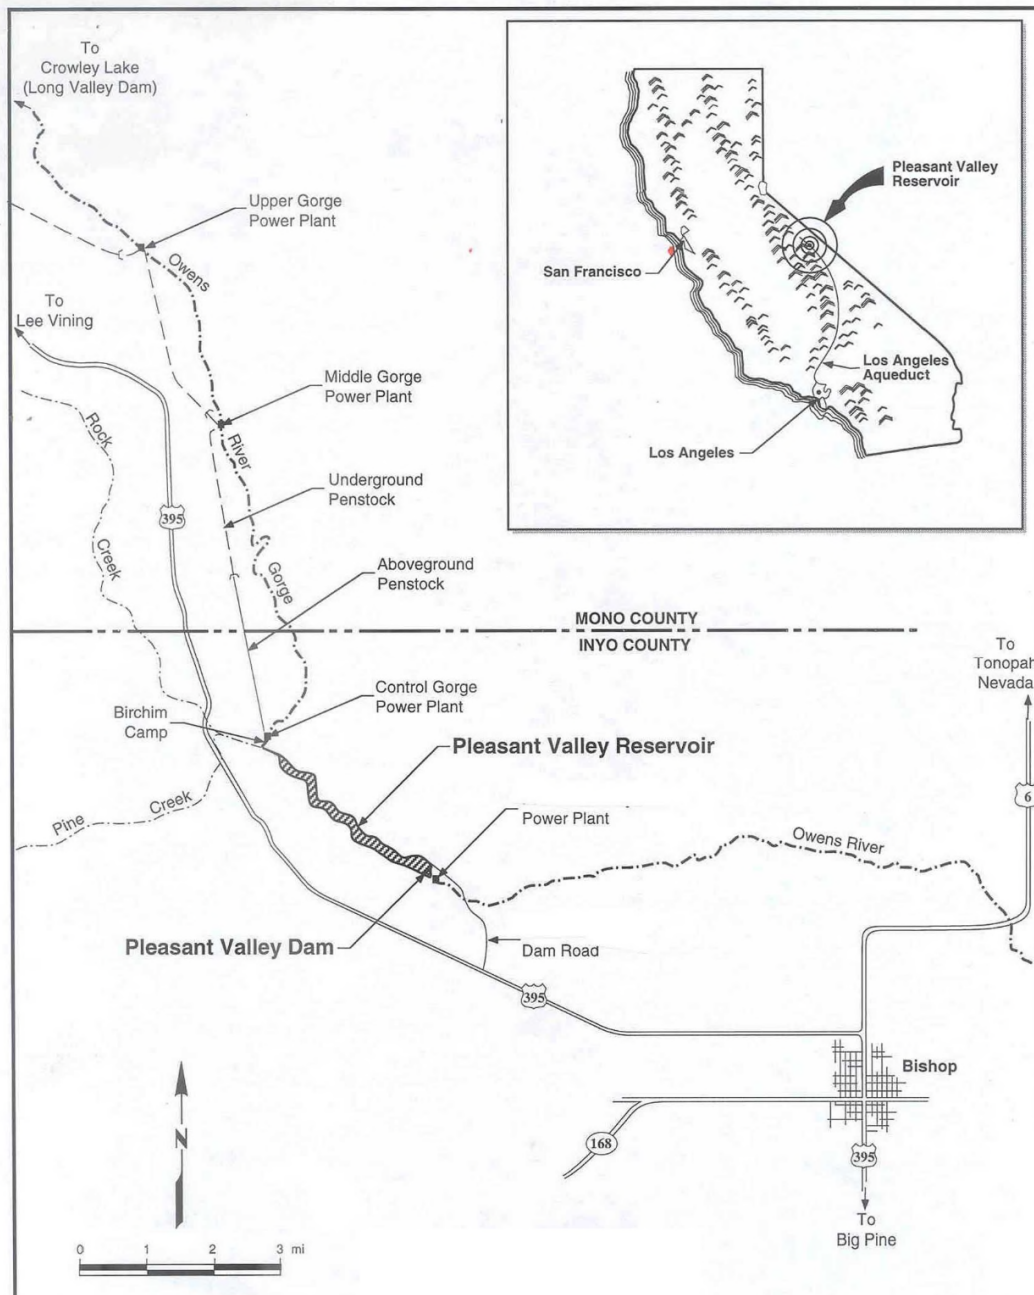 To
Crowley Lake
(Long Valley Dam)
Upper Gorge
Power Plant
Owens
River
Gorge
To
Lee Vining
Middle Gorge
Power Plant
Rock
Creek
Underground
Penstock
395
Aboveground
Penstock
Pleasant Valley
Reservoir
San Francisco
Los Angeles
Aqueduct
Los Angeles
MONO COUNTY
INYO COUNTY
To
Tonopah
Nevada
6
Control Gorge
Power Plant
Birchim
Camp
Pleasant Valley Reservoir
Pine Creek
Power Plant
Owens River
Pleasant Valley Dam
Dam Road
395
Bishop
168
395
To
Big Pine
N
0 1 2 3 mi